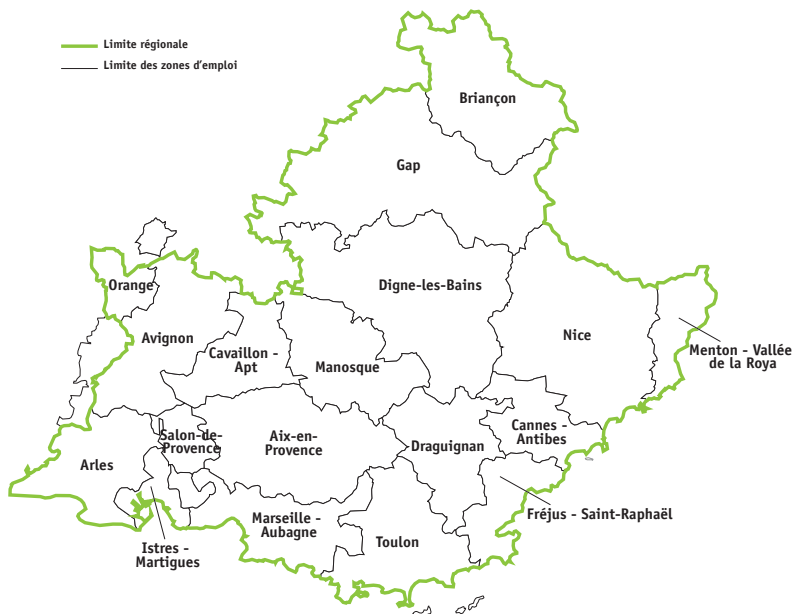 Limite régionale
Limite des zones d'emploi
Briançon
Gap
Orange
Digne-les-Bains
Avignon
Nice
Cavaillon -
Apt
Manosque
Menton - Vallée
de la Roya
Cannes -
Antibes
Salon-de-
Provence
Aix-en-
Provence
Draguignan
Arles
Fréjus - Saint-Raphaël
Marseille -
Aubagne
Toulon
Istres -
Martigues